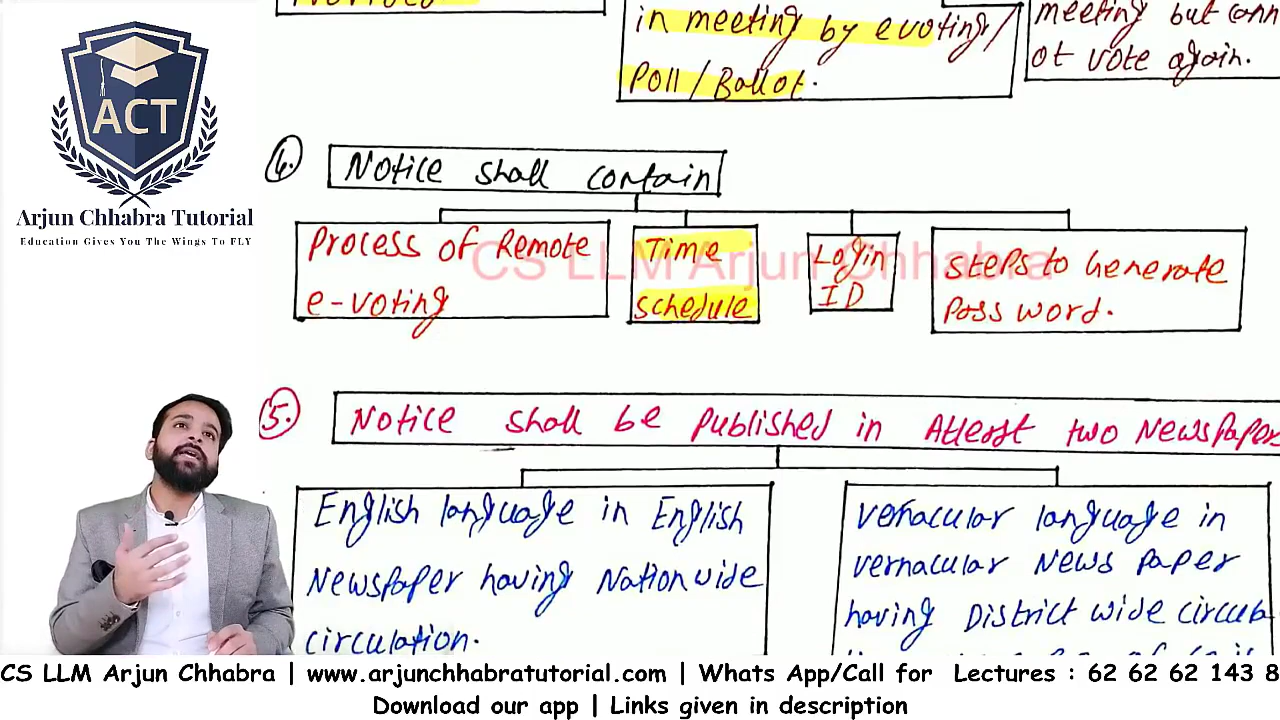 in meeting by evoting/
Poll/Ballot.
meeting but cann
ot vote again.
ACT
Arjun Chhabra Tutorial
Education Gives You The Wings To FLY
4. Notice shall contain
CS LLM Arjun Chhabra
Process of Remote
e-voting
Time
schedule
Login
ID
Steps to Generate
Pass word.
5. Notice shall be Published in Atleast two Newspaper
English language in English
Newspaper having Nationwide
circulation.
vernacular language in
vernacular News paper
having District wide circula
CS LLM Arjun Chhabra | www.arjunchhabratutorial.com | Whats App/Call for Lectures : 62 62 62 143 8
Download our app | Links given in description